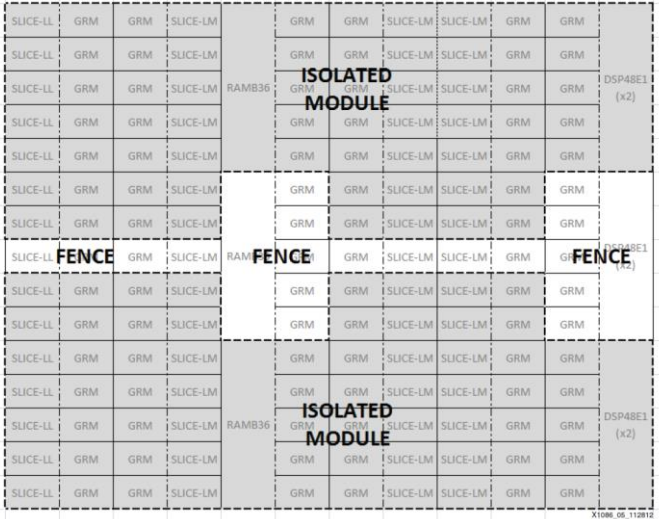 SLICE-LL GRM GRM SLICE-LM GRM GRM SLICE-LM SLICE-LM GRM GRM
SLICE-LL GRM GRM SLICE-LM GRM GRM SLICE-LM SLICE-LM GRM GRM
ISOLATED
SLICE-LL GRM GRM SLICE-LM RAMB36 GRM GRM SLICE-LM SLICE-LM GRM GRM DSP48E1
(x2)
MODULE
SLICE-LL GRM GRM SLICE-LM GRM GRM SLICE-LM SLICE-LM GRM GRM
SLICE-LL GRM GRM SLICE-LM GRM GRM SLICE-LM SLICE-LM GRM GRM
SLICE-LL GRM GRM SLICE-LM GRM GRM SLICE-LM SLICE-LM GRM GRM
SLICE-LL GRM GRM SLICE-LM GRM GRM SLICE-LM SLICE-LM GRM GRM
SLICE-LL FENCE GRM SLICE-LM FENCE GRM SLICE-LM SLICE-LM GRM FENCE DSP48E1
(x2)
SLICE-LL GRM GRM SLICE-LM GRM GRM SLICE-LM SLICE-LM GRM GRM
SLICE-LL GRM GRM SLICE-LM GRM GRM SLICE-LM SLICE-LM GRM GRM
SLICE-LL GRM GRM SLICE-LM GRM GRM SLICE-LM SLICE-LM GRM GRM
SLICE-LL GRM GRM SLICE-LM GRM GRM SLICE-LM SLICE-LM GRM GRM
ISOLATED
SLICE-LL GRM GRM SLICE-LM RAMB36 GRM GRM SLICE-LM SLICE-LM GRM GRM DSP48E1
(x2)
MODULE
SLICE-LL GRM GRM SLICE-LM GRM GRM SLICE-LM SLICE-LM GRM GRM
SLICE-LL GRM GRM SLICE-LM GRM GRM SLICE-LM SLICE-LM GRM GRM
X1086_05_112812